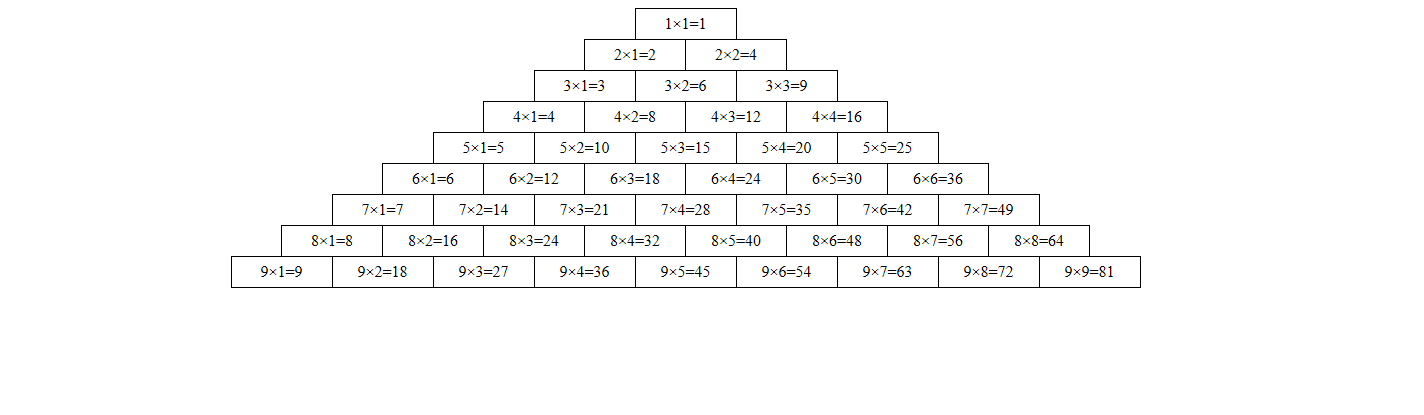 1×1=1
2×1=2 2×2=4
3×1=3 3×2=6 3×3=9
4×1=4 4×2=8 4×3=12 4×4=16
5×1=5 5×2=10 5×3=15 5×4=20 5×5=25
6×1=6 6×2=12 6×3=18 6×4=24 6×5=30 6×6=36
7×1=7 7×2=14 7×3=21 7×4=28 7×5=35 7×6=42 7×7=49
8×1=8 8×2=16 8×3=24 8×4=32 8×5=40 8×6=48 8×7=56 8×8=64
9×1=9 9×2=18 9×3=27 9×4=36 9×5=45 9×6=54 9×7=63 9×8=72 9×9=81